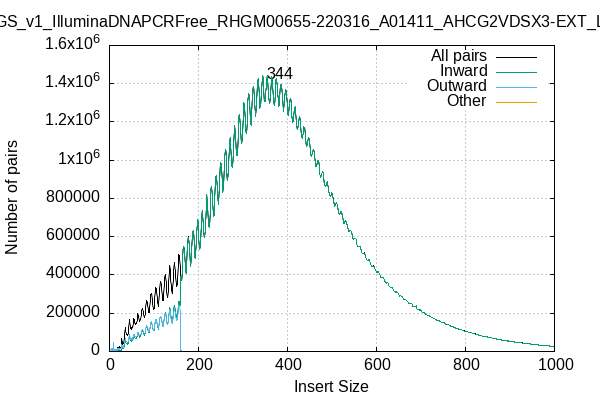 GS_v1_IlluminaDNAPCRFree_RHGM00655-220316_A01411_AHCG2VDSX3-EXT_L
1.6x10^6
1.4x10^6
1.2x10^6
1x10^6
800000
600000
400000
200000
0
Number of pairs
344
All pairs
Inward
Outward
Other
0 200 400 600 800 1000
Insert Size